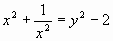 x² + 1/x² = y² − 2